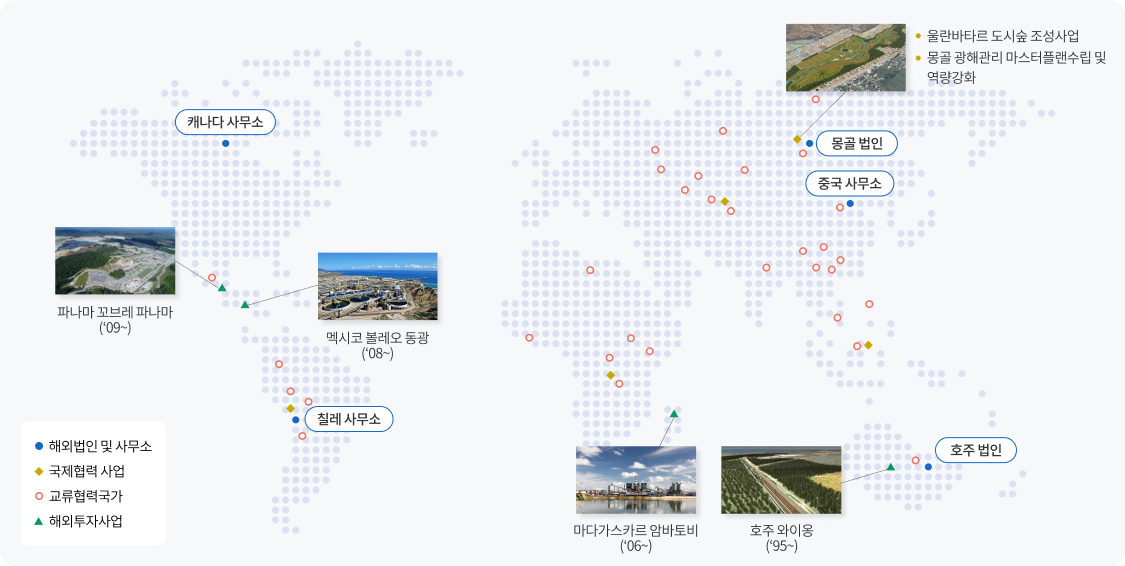 울란바타르 도시숲 조성사업
몽골 광해관리 마스터플랜수립 및
역량강화
캐나다 사무소
몽골 법인
중국 사무소
파나마 꼬브레 파나마
(‘09~)
멕시코 볼레오 동광
(‘08~)
칠레 사무소
호주 법인
해외법인 및 사무소
국제협력 사업
교류협력국가
해외투자사업
마다가스카르 암바토비
(‘06~)
호주 와이옹
(‘95~)